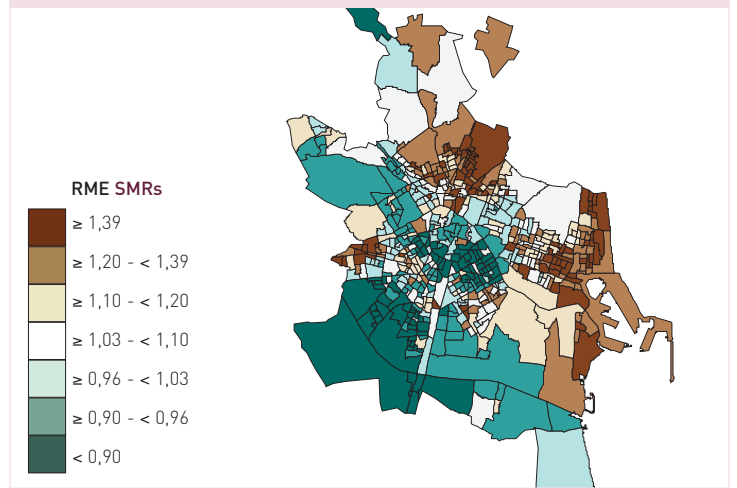 RME SMRs
≥ 1,39
≥ 1,20 - < 1,39
≥ 1,10 - < 1,20
≥ 1,03 - < 1,10
≥ 0,96 - < 1,03
≥ 0,90 - < 0,96
< 0,90